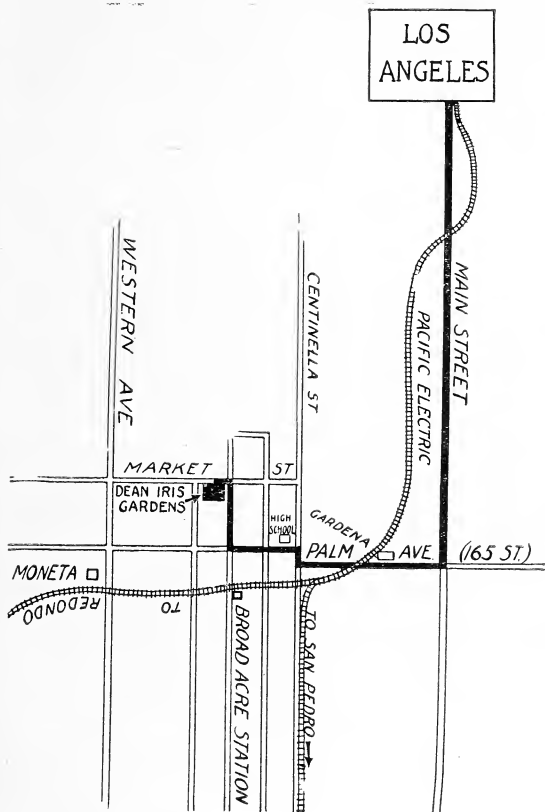 LOS
ANGELES
WESTERN AVE
CENTINELLA ST
PACIFIC ELECTRIC
MAIN STREET
MARKET ST
DEAN IRIS
GARDENS
HIGH
SCHOOL
GARDENA
PALM AVE. (165 ST.)
MONETA
TO REDONDO
BROAD ACRE STATION
TO SAN PEDRO